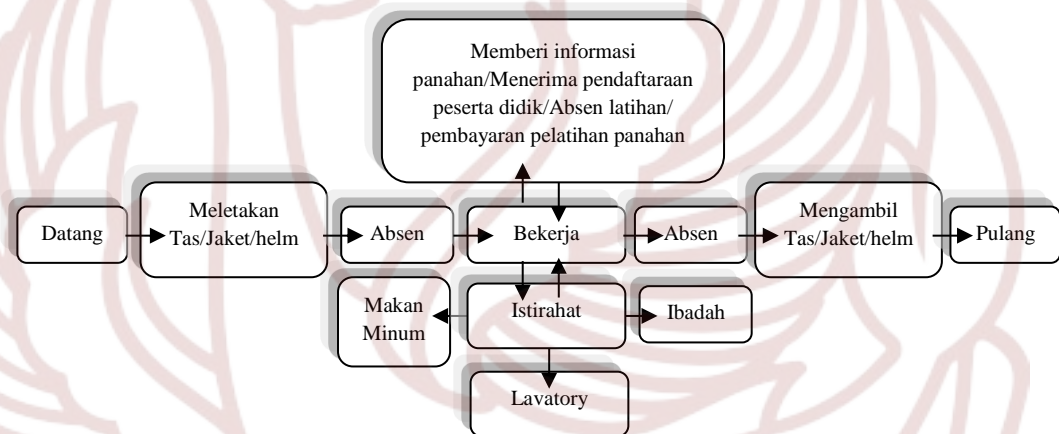 Memberi informasi
panahan/Menerima pendaftaraan
peserta didik/Absen latihan/
pembayaran pelatihan panahan
Datang
Meletakan
Tas/Jaket/helm
Absen
Bekerja
Absen
Mengambil
Tas/Jaket/helm
Pulang
Makan
Minum
Istirahat
Ibadah
Lavatory